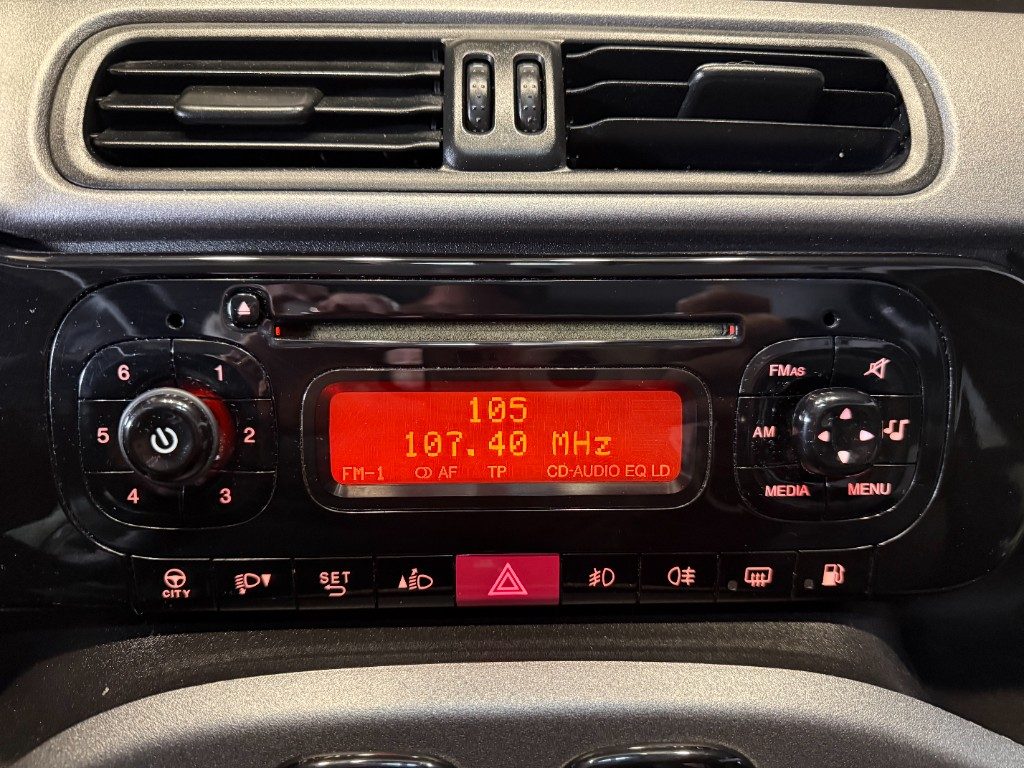 6 1
5 2
4 3
105
107.40 MHz
FM-1 AF TP CD-AUDIO EQ LD
FMAS
AM
MEDIA MENU
CITY
SET